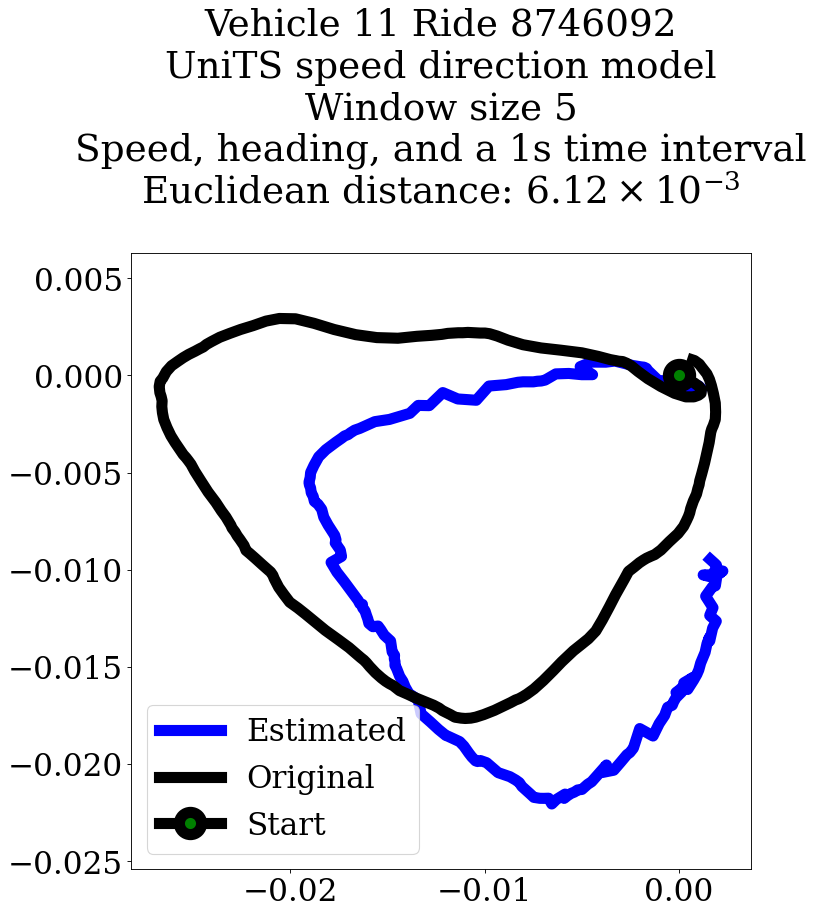 Vehicle 11 Ride 8746092
UniTS speed direction model
Window size 5
Speed, heading, and a 1s time interval
Euclidean distance: 6.12 × 10⁻³
0.005
0.000
−0.005
−0.010
−0.015
−0.020
−0.025
Estimated
Original
Start
−0.02
−0.01
0.00